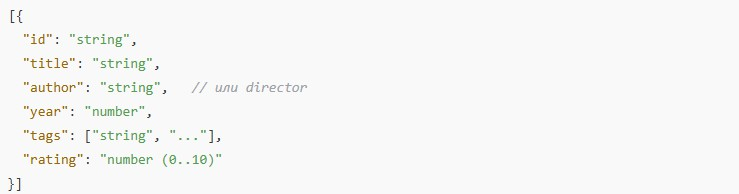 [{
  "id": "string",
  "title": "string",
  "author": "string",   // или director
  "year": "number",
  "tags": ["string", "..."],
  "rating": "number (0..10)"
}]